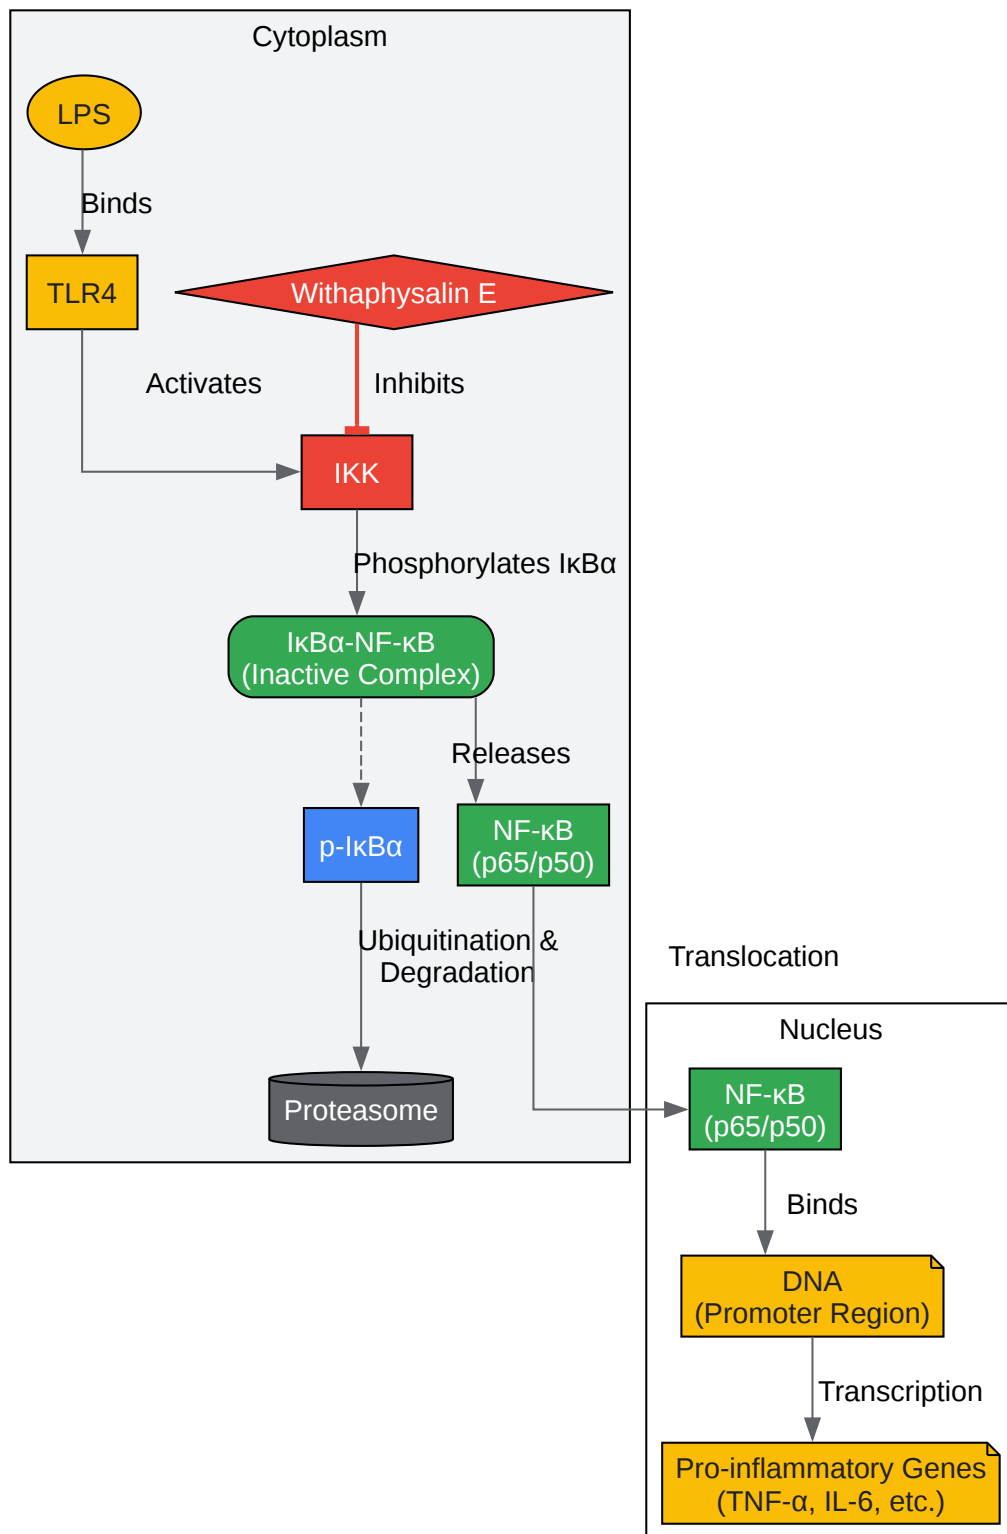 Cytoplasm
LPS
Binds
TLR4
Withaphysalin E
Activates
Inhibits
IKK
Phosphorylates IκBα
IκBα-NF-κB
(Inactive Complex)
Releases
p-IκBα
NF-κB
(p65/p50)
Ubiquitination &
Degradation
Translocation
Proteasome
Nucleus
NF-κB
(p65/p50)
Binds
DNA
(Promoter Region)
Transcription
Pro-inflammatory Genes
(TNF-α, IL-6, etc.)